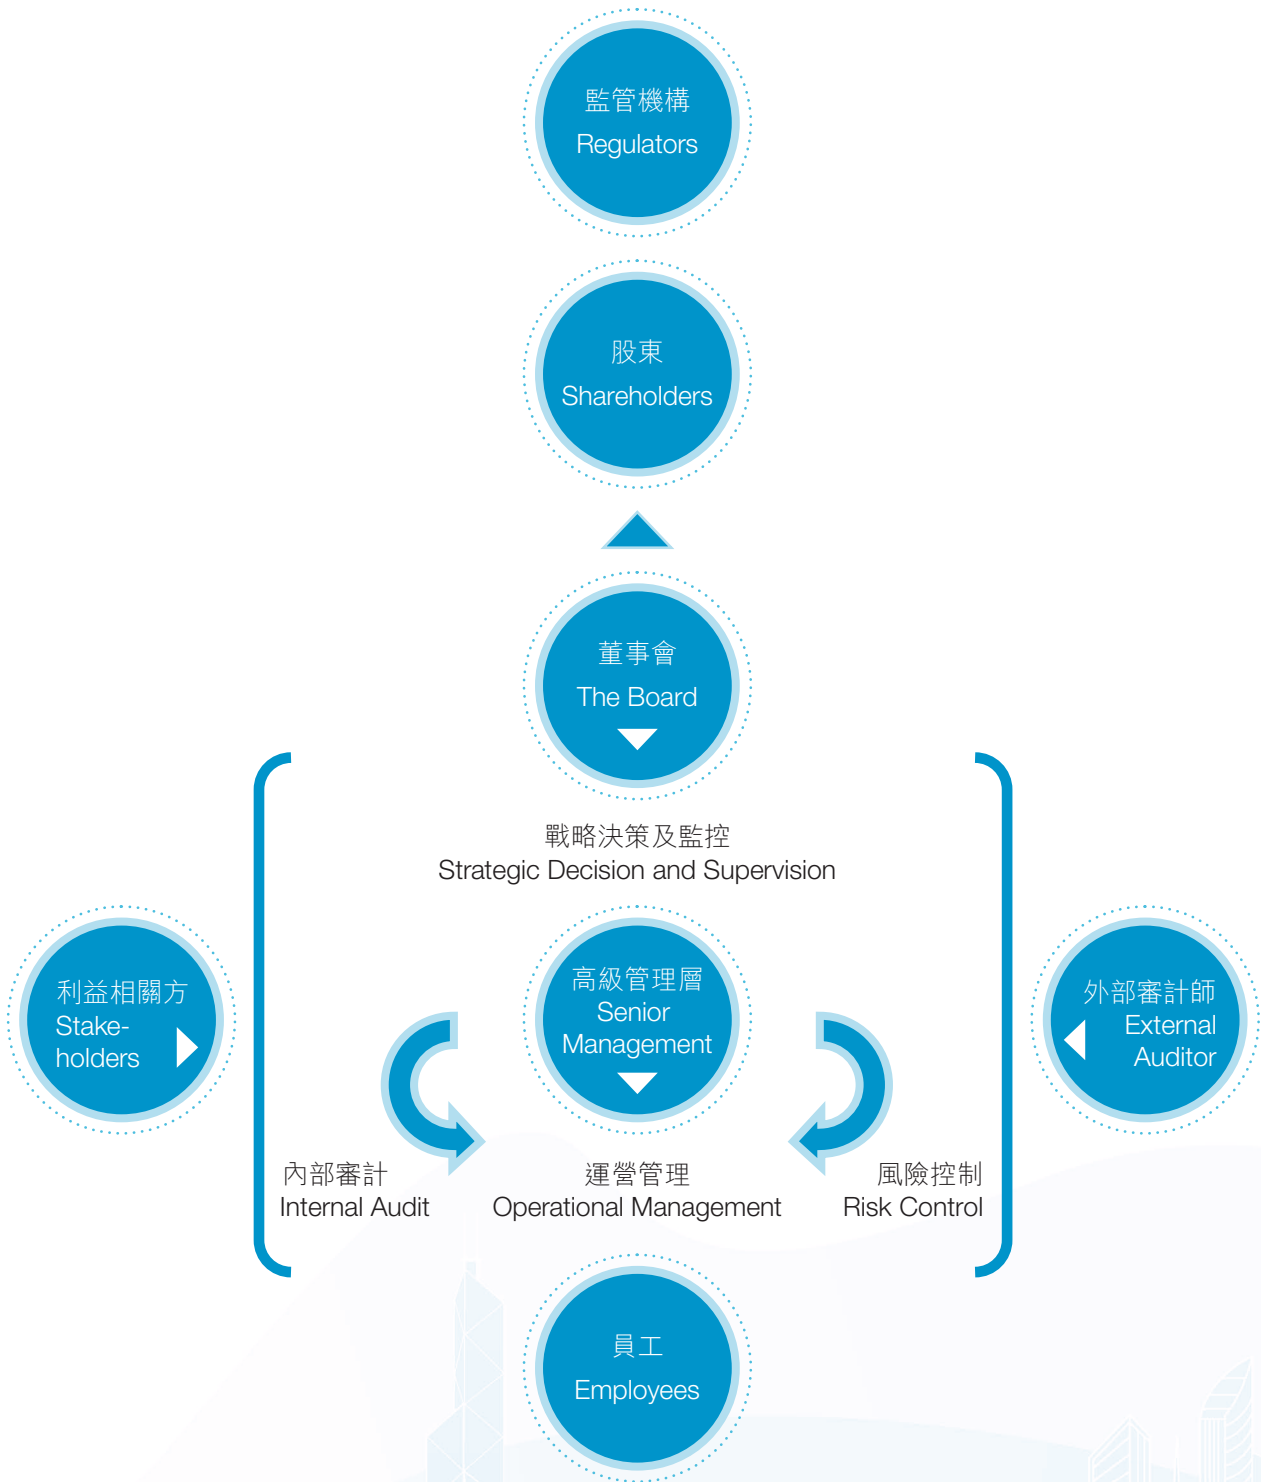 監管機構
Regulators
股東
Shareholders
董事會
The Board
戰略決策及監控
Strategic Decision and Supervision
利益相關方
Stake-
holders
高級管理層
Senior
Management
外部審計師
External
Auditor
內部審計
Internal Audit
運營管理
Operational Management
風險控制
Risk Control
員工
Employees